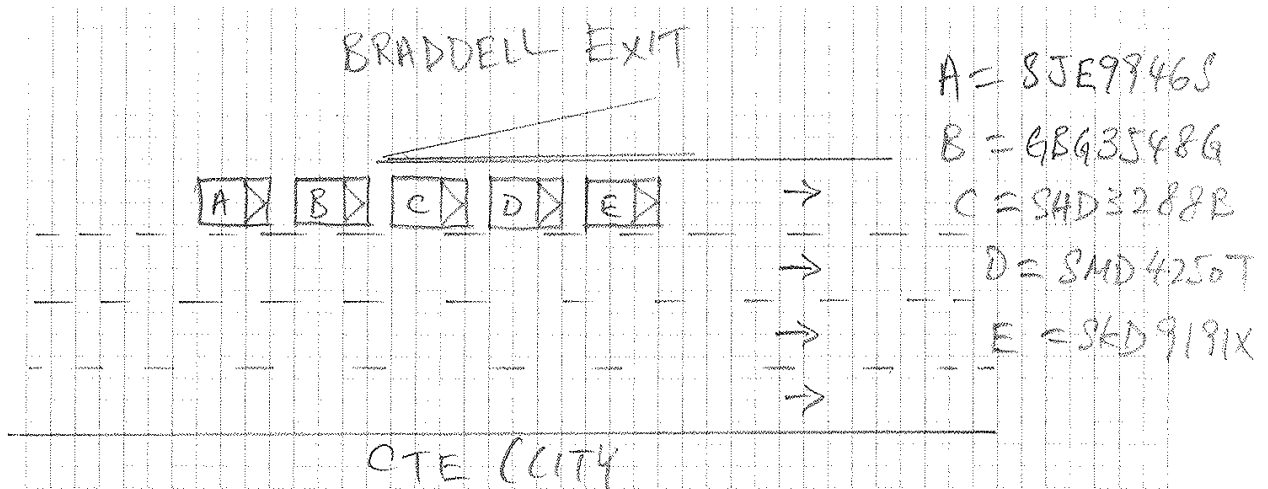 BRADDELL EXIT
A = SJE9946S
B = GBG3548G
C = SHD3288R
D = SMD4250T
E = SKD9191X
A B C D E
CTE (CITY